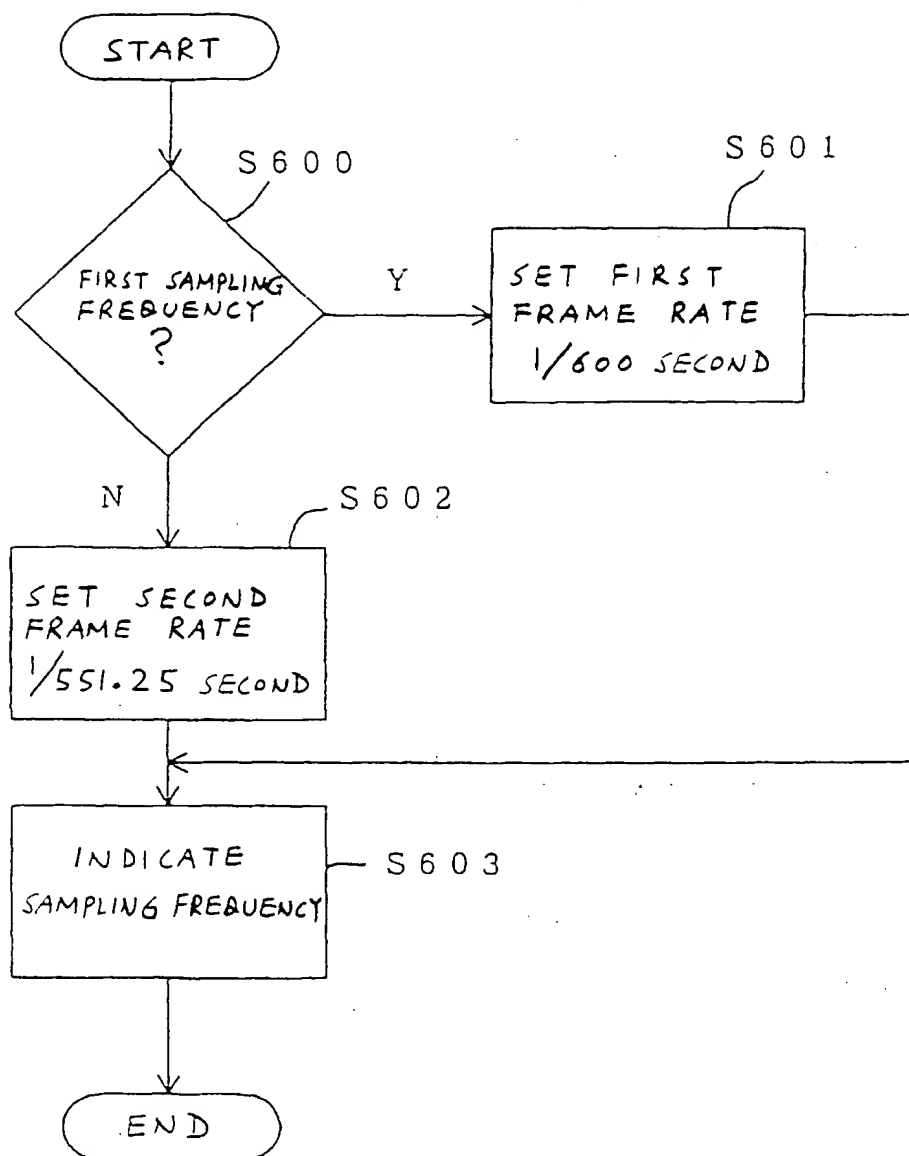 START
S600
FIRST SAMPLING
FREQUENCY
?
Y
S601
SET FIRST
FRAME RATE
1/600 SECOND
N
S602
SET SECOND
FRAME RATE
1/551.25 SECOND
INDICATE
SAMPLING FREQUENCY
S603
END